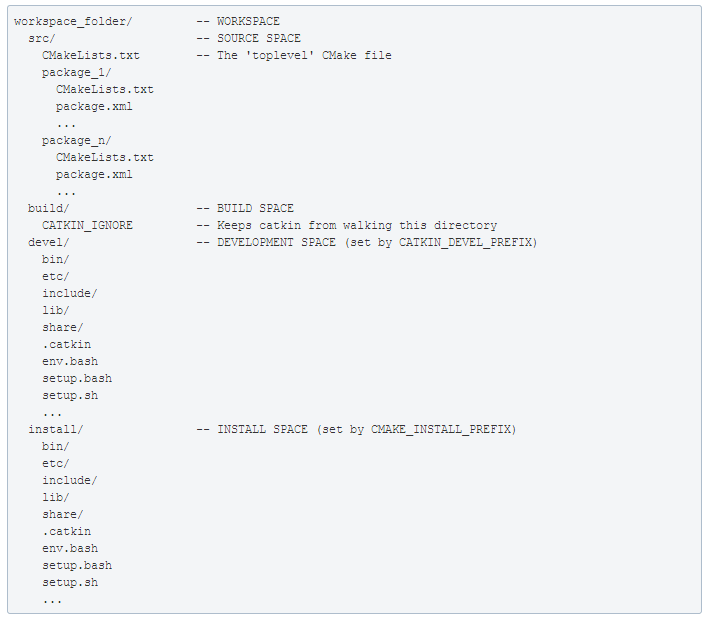 workspace_folder/         -- WORKSPACE
  src/                    -- SOURCE SPACE
    CMakeLists.txt        -- The 'toplevel' CMake file
    package_1/
      CMakeLists.txt
      package.xml
      ...
    package_n/
      CMakeLists.txt
      package.xml
      ...
  build/                  -- BUILD SPACE
    CATKIN_IGNORE         -- Keeps catkin from walking this directory
  devel/                  -- DEVELOPMENT SPACE (set by CATKIN_DEVEL_PREFIX)
    bin/
    etc/
    include/
    lib/
    share/
    .catkin
    env.bash
    setup.bash
    setup.sh
    ...
  install/                -- INSTALL SPACE (set by CMAKE_INSTALL_PREFIX)
    bin/
    etc/
    include/
    lib/
    share/
    .catkin
    env.bash
    setup.bash
    setup.sh
    ...